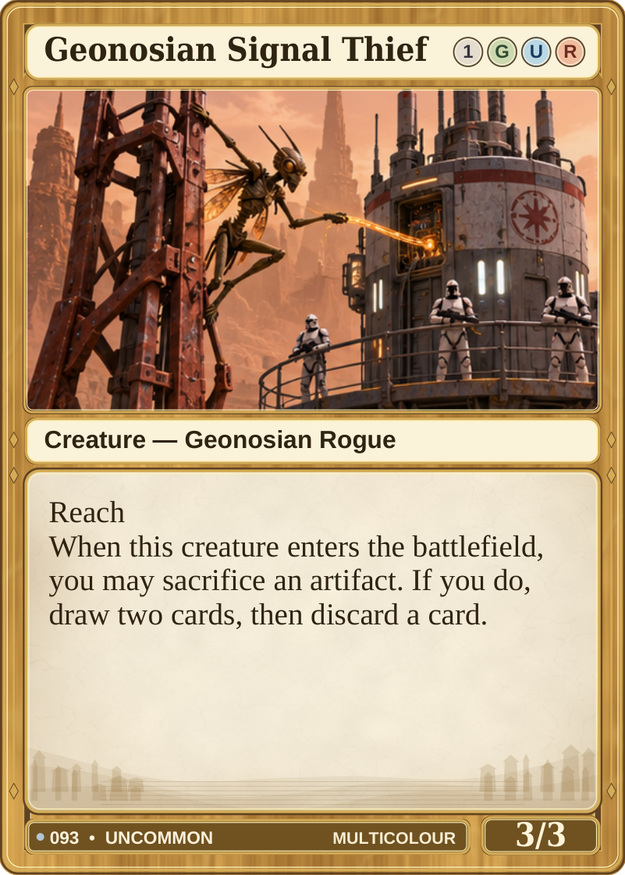 Geonosian Signal Thief 1 G U R
Creature — Geonosian Rogue
Reach
When this creature enters the battlefield,
you may sacrifice an artifact. If you do,
draw two cards, then discard a card.
093 • UNCOMMON MULTICOLOUR 3/3